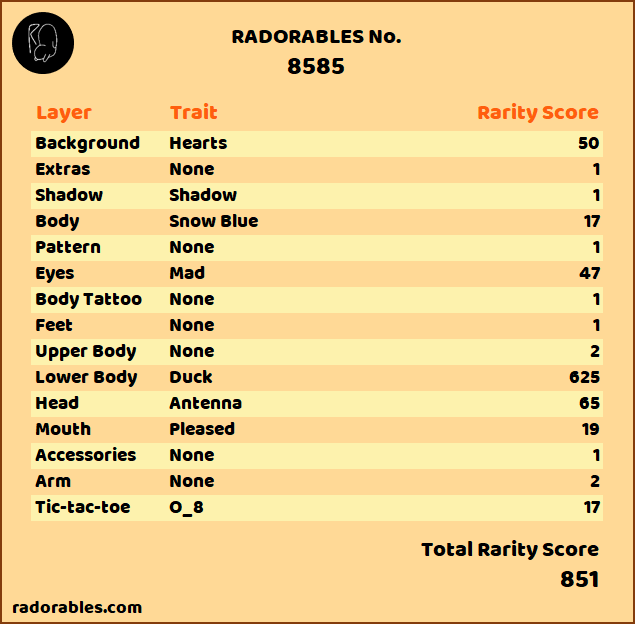 RADORABLES No.
8585
Layer Trait Rarity Score
Background Hearts 50
Extras None 1
Shadow Shadow 1
Body Snow Blue 17
Pattern None 1
Eyes Mad 47
Body Tattoo None 1
Feet None 1
Upper Body None 2
Lower Body Duck 625
Head Antenna 65
Mouth Pleased 19
Accessories None 1
Arm None 2
Tic-tac-toe O_8 17
Total Rarity Score
851
radorables.com